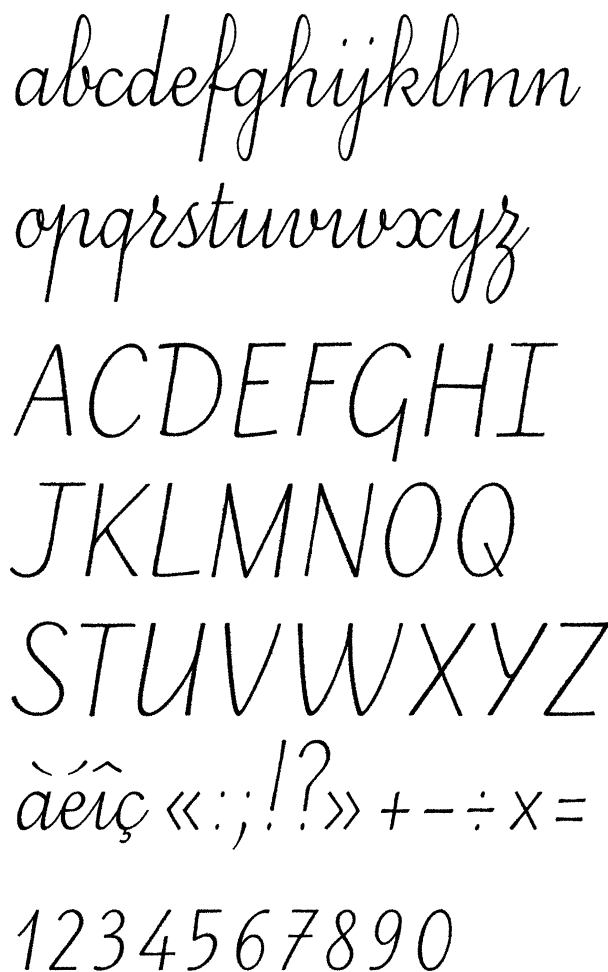 abcdefghijklmn
opqrstuvwxyz
ACDEFGHI
JKLMNOQ
STUVWXYZ
àéîç «:;!?» +−÷×=
1234567890